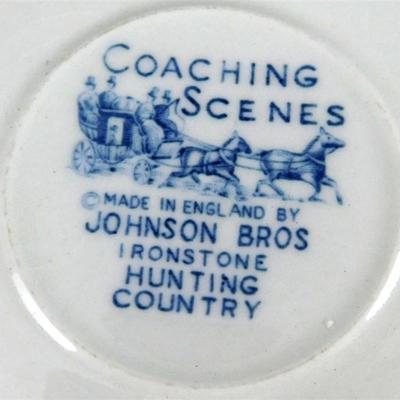 COACHING
SCENES
© MADE IN ENGLAND BY
JOHNSON BROS
IRONSTONE
HUNTING
COUNTRY